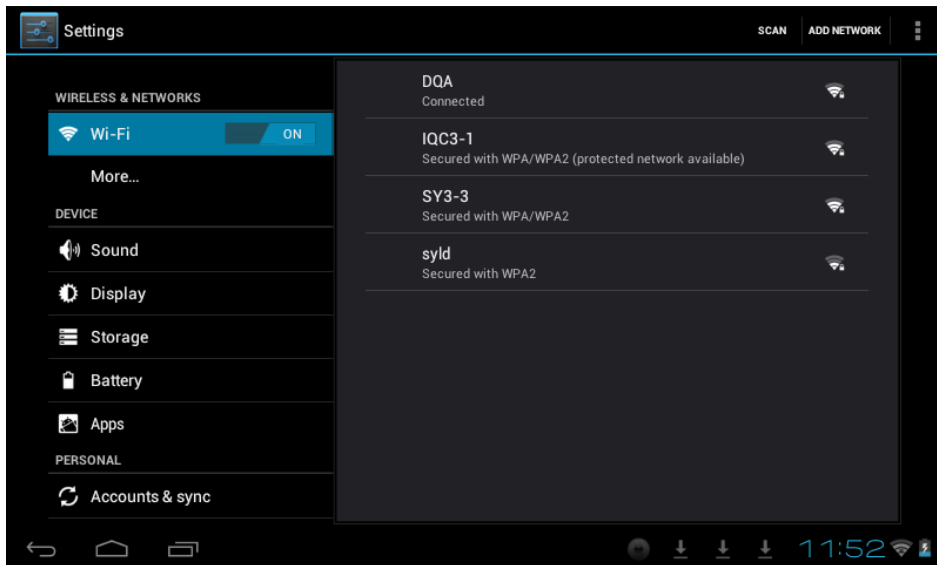 Settings
SCAN
ADD NETWORK
WIRELESS & NETWORKS
Wi-Fi
ON
More...
DEVICE
Sound
Display
Storage
Battery
Apps
PERSONAL
Accounts & sync
DQA
Connected
IQC3-1
Secured with WPA/WPA2 (protected network available)
SY3-3
Secured with WPA/WPA2
syld
Secured with WPA2
11:52